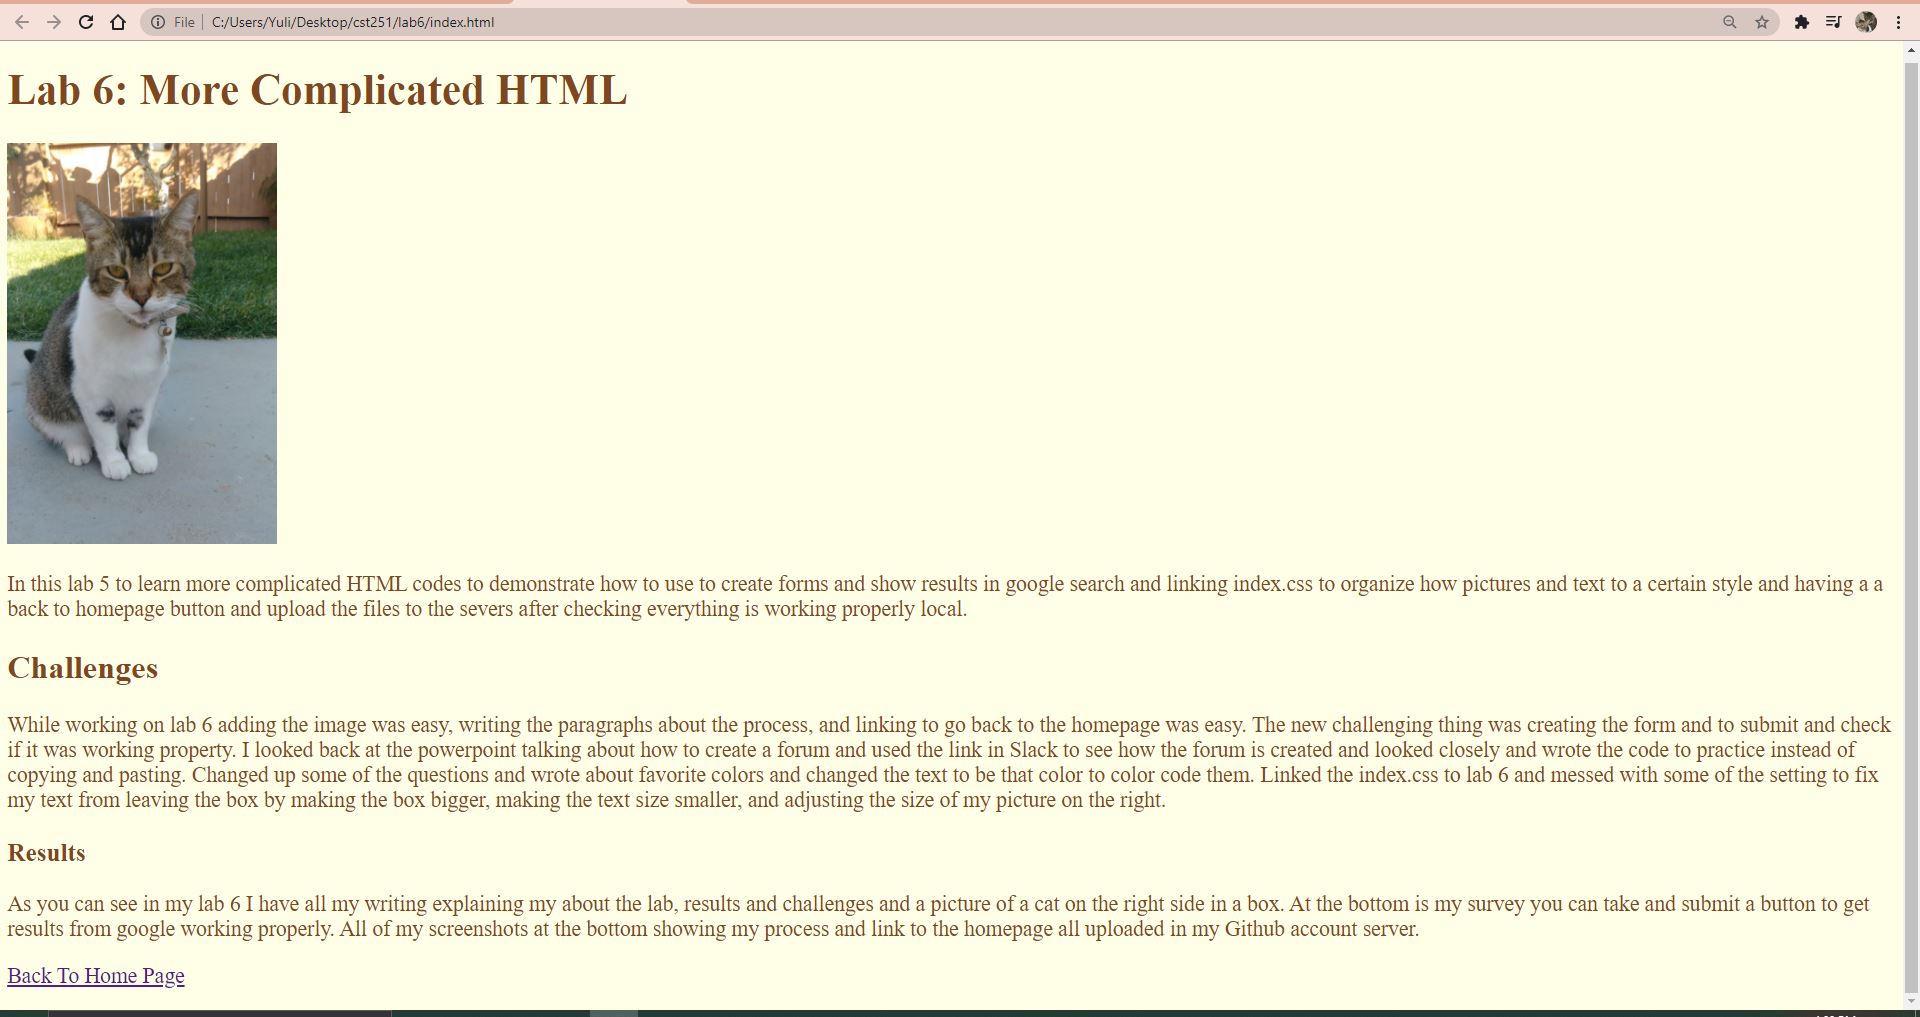 File C:/Users/Yuli/Desktop/cst251/lab6/index.html
Lab 6: More Complicated HTML
In this lab 5 to learn more complicated HTML codes to demonstrate how to use to create forms and show results in google search and linking index.css to organize how pictures and text to a certain style and having a a
back to homepage button and upload the files to the severs after checking everything is working properly local.
Challenges
While working on lab 6 adding the image was easy, writing the paragraphs about the process, and linking to go back to the homepage was easy. The new challenging thing was creating the form and to submit and check
if it was working property. I looked back at the powerpoint talking about how to create a forum and used the link in Slack to see how the forum is created and looked closely and wrote the code to practice instead of
copying and pasting. Changed up some of the questions and wrote about favorite colors and changed the text to be that color to color code them. Linked the index.css to lab 6 and messed with some of the setting to fix
my text from leaving the box by making the box bigger, making the text size smaller, and adjusting the size of my picture on the right.
Results
As you can see in my lab 6 I have all my writing explaining my about the lab, results and challenges and a picture of a cat on the right side in a box. At the bottom is my survey you can take and submit a button to get
results from google working properly. All of my screenshots at the bottom showing my process and link to the homepage all uploaded in my Github account server.
Back To Home Page